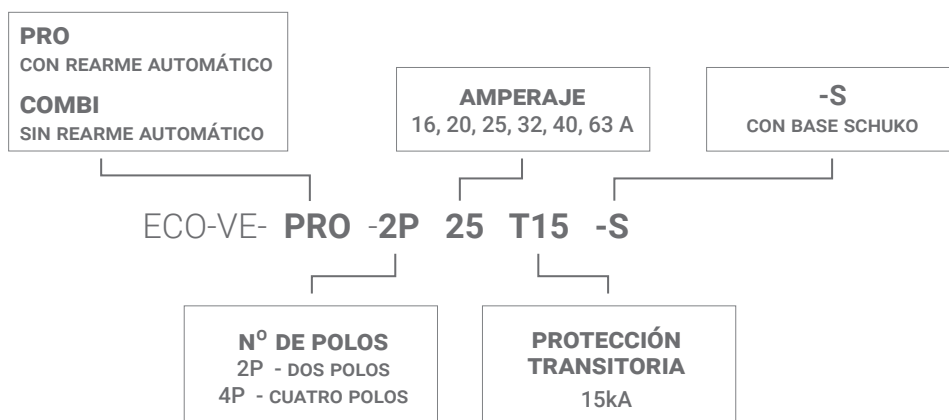 PRO
CON REARME AUTOMÁTICO
COMBI
SIN REARME AUTOMÁTICO
AMPERAJE
16, 20, 25, 32, 40, 63 A
-S
CON BASE SCHUKO
ECO-VE- PRO -2P 25 T15 -S
Nº DE POLOS
2P - DOS POLOS
4P - CUATRO POLOS
PROTECCIÓN
TRANSITORIA
15kA